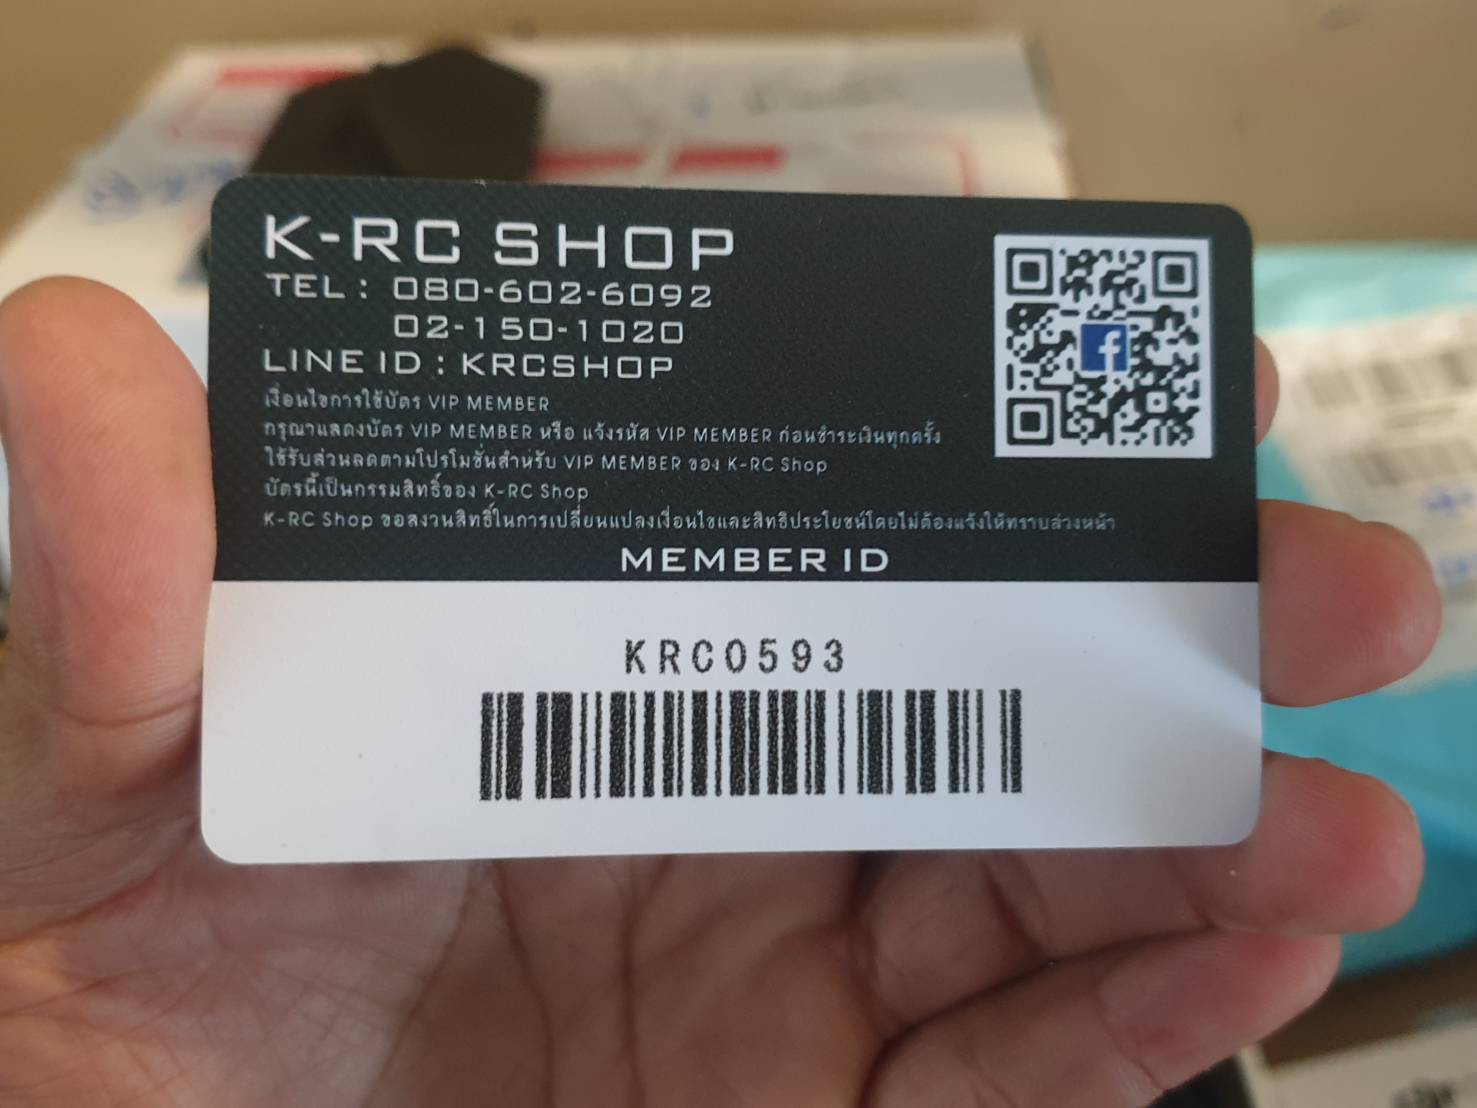 K-RC SHOP
TEL : 080-602-6092
02-150-1020
LINE ID : KRCSHOP
เงื่อนไขการใช้บัตร VIP MEMBER
กรุณาแสดงบัตร VIP MEMBER หรือ แจ้งรหัส VIP MEMBER ก่อนชำระเงินทุกครั้ง
ใช้รับส่วนลดตามโปรโมชั่นสำหรับ VIP MEMBER ของ K-RC Shop
บัตรนี้เป็นกรรมสิทธิ์ของ K-RC Shop
K-RC Shop ขอสงวนสิทธิ์ในการเปลี่ยนแปลงเงื่อนไขและสิทธิประโยชน์โดยไม่ต้องแจ้งให้ทราบล่วงหน้า
MEMBER ID
KRC0593